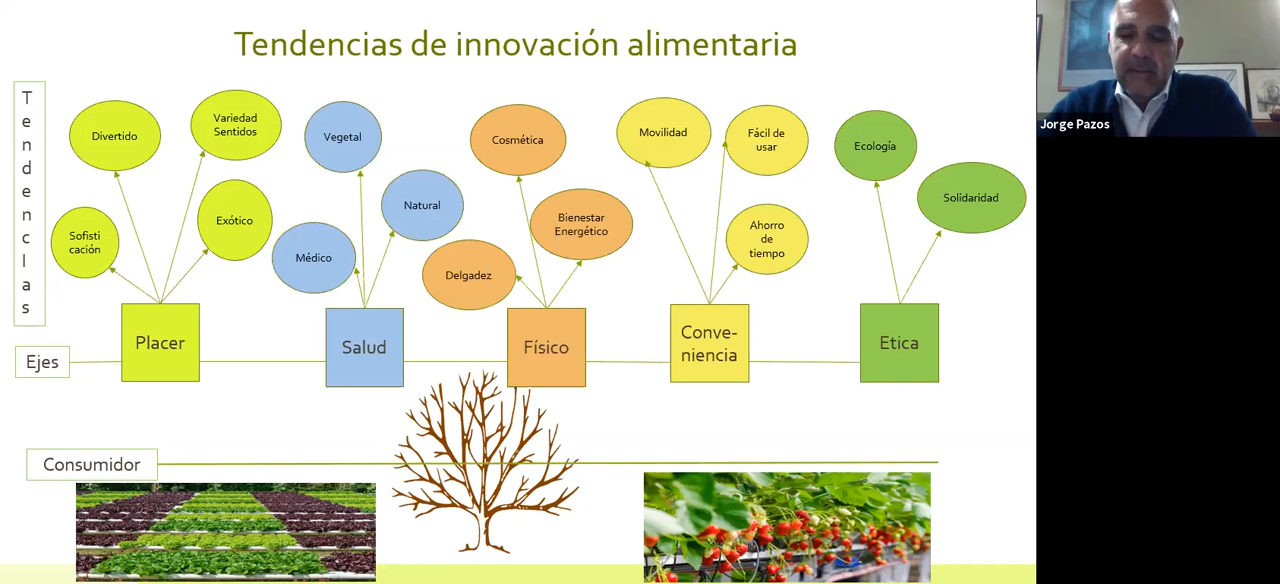 Tendencias de innovación alimentaria
Jorge Pazos
Tendencias
Divertido
Variedad
Sentidos
Sofisti
cación
Exótico
Vegetal
Natural
Médico
Cosmética
Bienestar
Energético
Delgadez
Movilidad
Fácil de
usar
Ahorro
de
tiempo
Ecología
Solidaridad
Ejes
Placer
Salud
Físico
Conve-
niencia
Etica
Consumidor